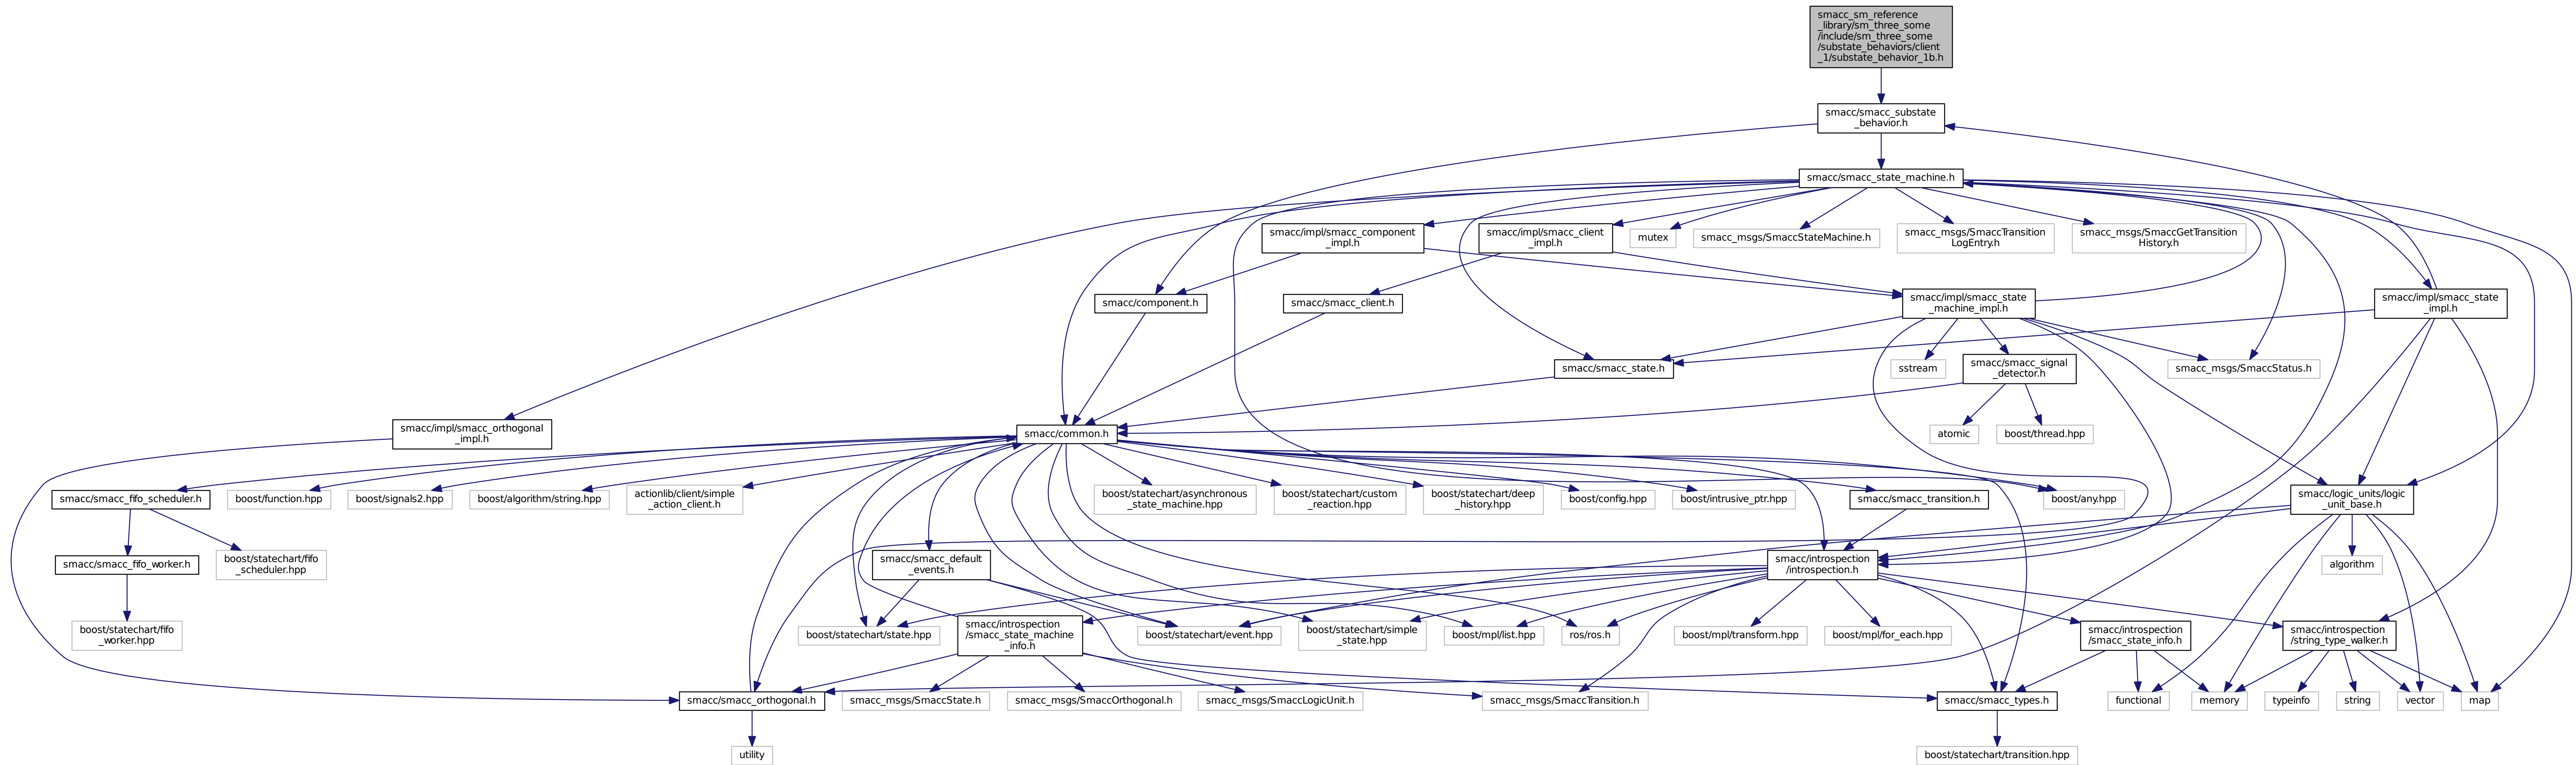 smacc_sm_reference
_library/sm_three_some
/include/sm_three_some
/substate_behaviors/client
_1/substate_behavior_1b.h
smacc/smacc_substate
_behavior.h
smacc/smacc_state_machine.h
smacc/impl/smacc_component
_impl.h
smacc/impl/smacc_client
_impl.h
mutex
smacc_msgs/SmaccStateMachine.h
smacc_msgs/SmaccTransition
LogEntry.h
smacc_msgs/SmaccGetTransition
History.h
smacc/component.h
smacc/smacc_client.h
smacc/impl/smacc_state
_machine_impl.h
smacc/impl/smacc_state
_impl.h
smacc/smacc_state.h
sstream
smacc/smacc_signal
_detector.h
smacc_msgs/SmaccStatus.h
smacc/impl/smacc_orthogonal
_impl.h
smacc/common.h
atomic
boost/thread.hpp
smacc/smacc_fifo_scheduler.h
boost/function.hpp
boost/signals2.hpp
boost/algorithm/string.hpp
actionlib/client/simple
_action_client.h
boost/statechart/asynchronous
_state_machine.hpp
boost/statechart/custom
_reaction.hpp
boost/statechart/deep
_history.hpp
boost/config.hpp
boost/intrusive_ptr.hpp
smacc/smacc_transition.h
boost/any.hpp
smacc/logic_units/logic
_unit_base.h
smacc/smacc_fifo_worker.h
boost/statechart/fifo
_scheduler.hpp
smacc/smacc_default
_events.h
smacc/introspection
/introspection.h
algorithm
boost/statechart/fifo
_worker.hpp
boost/statechart/state.hpp
smacc/introspection
/smacc_state_machine
_info.h
boost/statechart/event.hpp
boost/statechart/simple
_state.hpp
boost/mpl/list.hpp
ros/ros.h
boost/mpl/transform.hpp
boost/mpl/for_each.hpp
smacc/introspection
/smacc_state_info.h
smacc/introspection
/string_type_walker.h
smacc/smacc_orthogonal.h
smacc_msgs/SmaccState.h
smacc_msgs/SmaccOrthogonal.h
smacc_msgs/SmaccLogicUnit.h
smacc_msgs/SmaccTransition.h
smacc/smacc_types.h
functional
memory
typeinfo
string
vector
map
utility
boost/statechart/transition.hpp